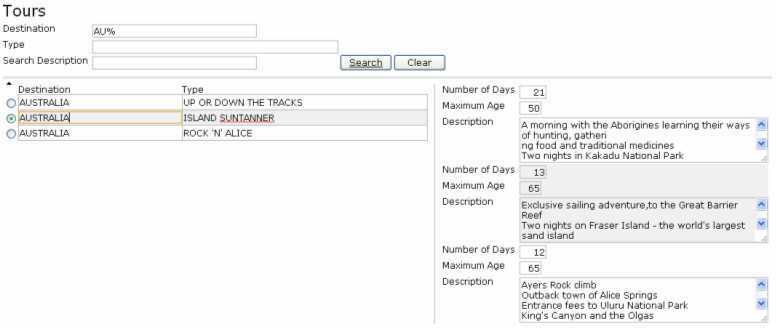 Tours
Destination AU%
Type
Search Description Search Clear
Destination Type
AUSTRALIA UP OR DOWN THE TRACKS
AUSTRALIA ISLAND SUNTANNER
AUSTRALIA ROCK 'N' ALICE
Number of Days 21
Maximum Age 50
Description A morning with the Aborigines learning their ways
of hunting, gatheri
ng food and traditional medicines
Two nights in Kakadu National Park
Number of Days 13
Maximum Age 65
Description Exclusive sailing adventure,to the Great Barrier
Reef
Two nights on Fraser Island - the world's largest
sand island
Number of Days 12
Maximum Age 65
Description Ayers Rock climb
Outback town of Alice Springs
Entrance fees to Uluru National Park
King's Canyon and the Olgas